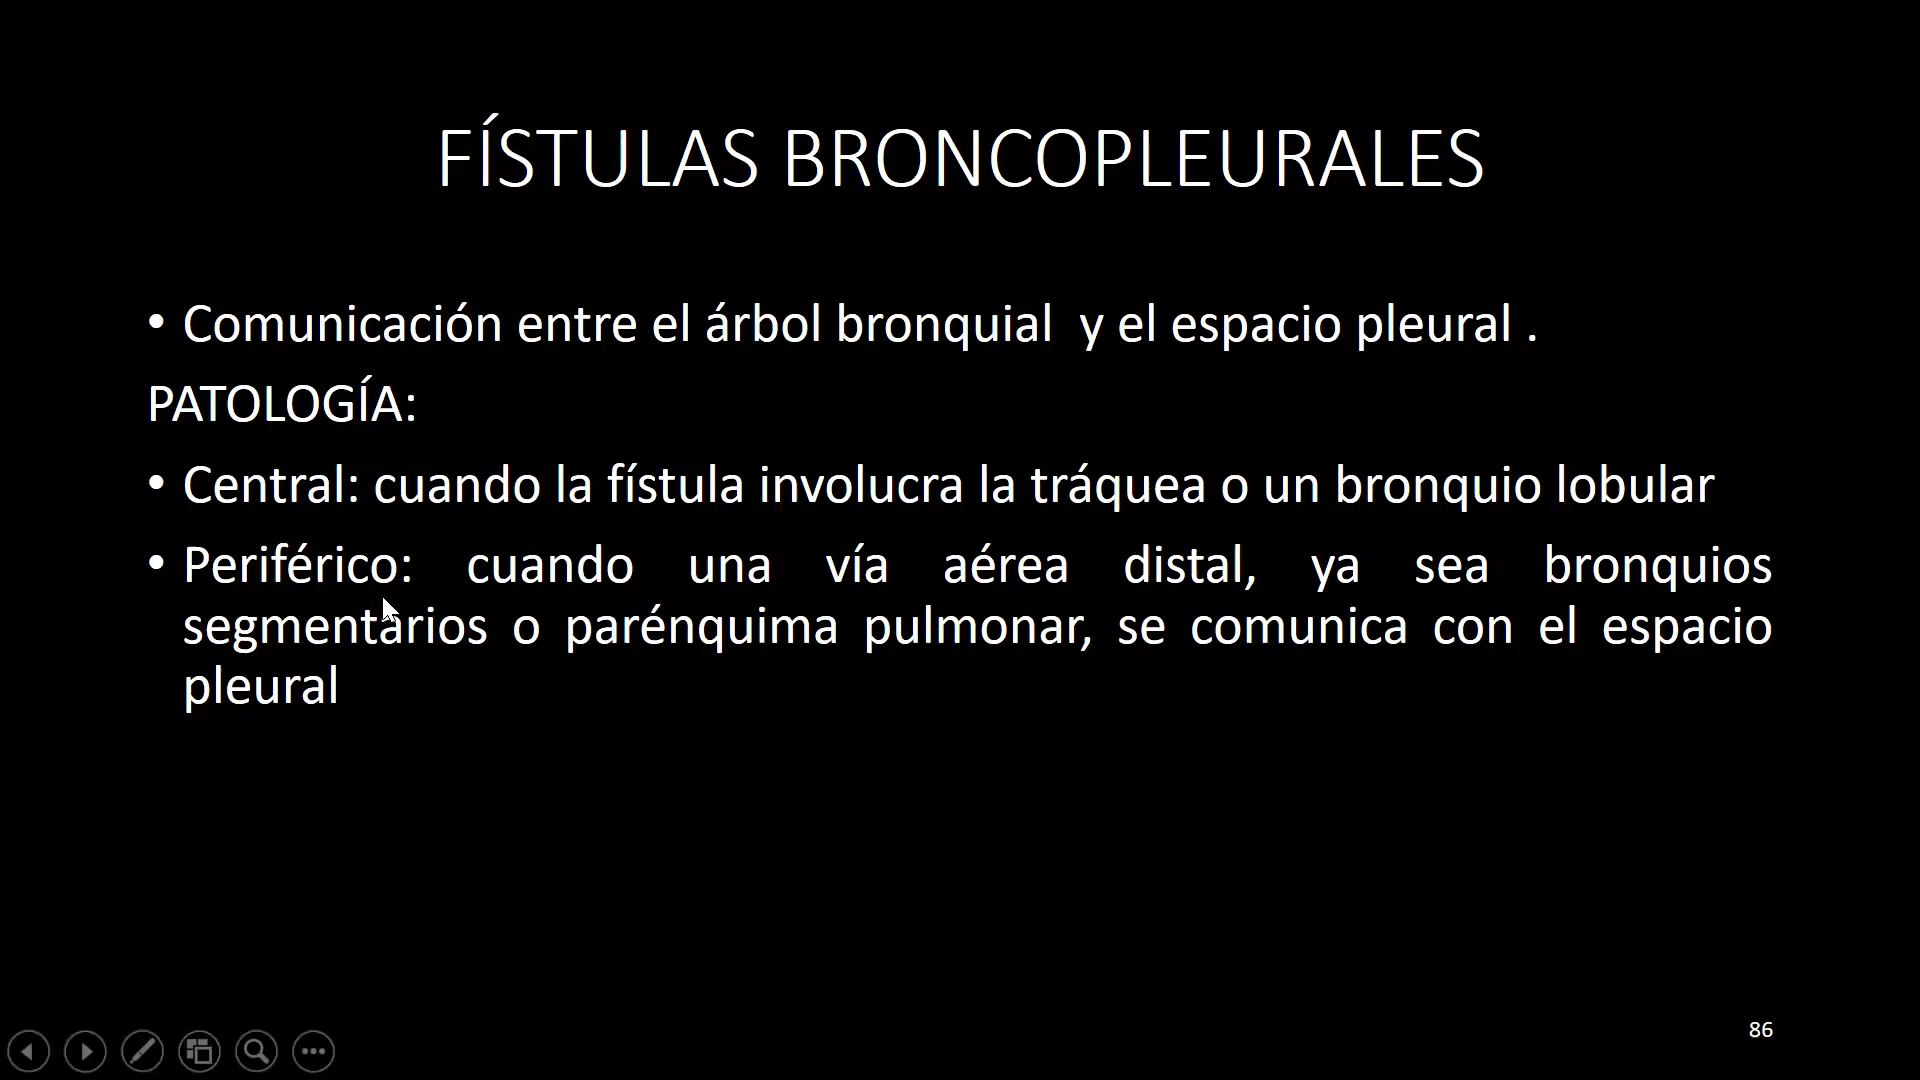 FÍSTULAS BRONCOPLEURALES
• Comunicación entre el árbol bronquial  y el espacio pleural .
PATOLOGÍA:
• Central: cuando la fístula involucra la tráquea o un bronquio lobular
• Periférico: cuando una vía aérea distal, ya sea bronquios
segmentarios o parénquima pulmonar, se comunica con el espacio
pleural
86